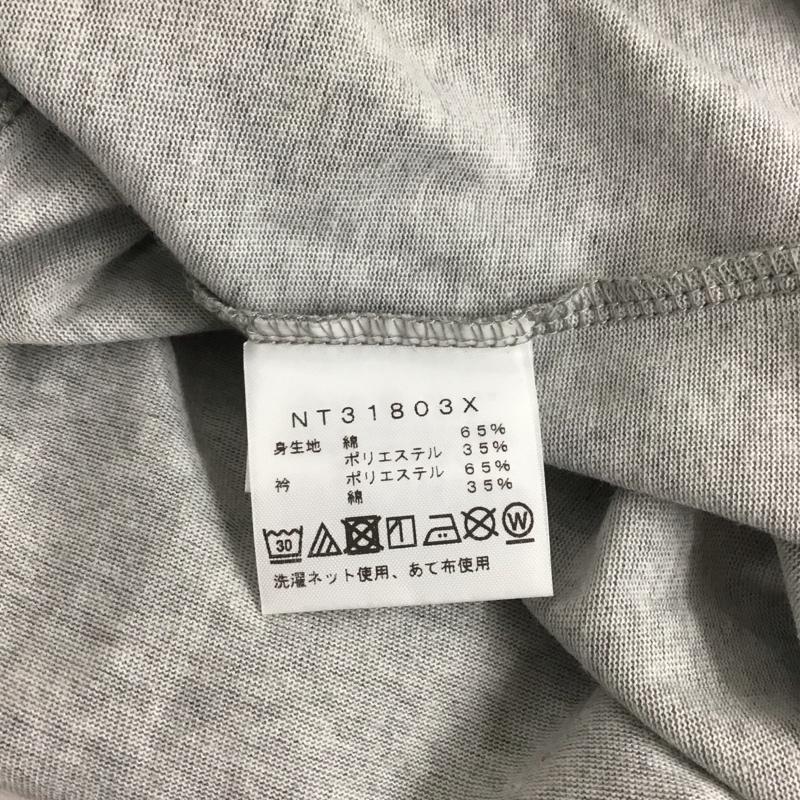 NT31803X
身生地 綿 65%
ポリエステル 35%
衿 ポリエステル 65%
綿 35%
30 W
洗濯ネット使用、あて布使用